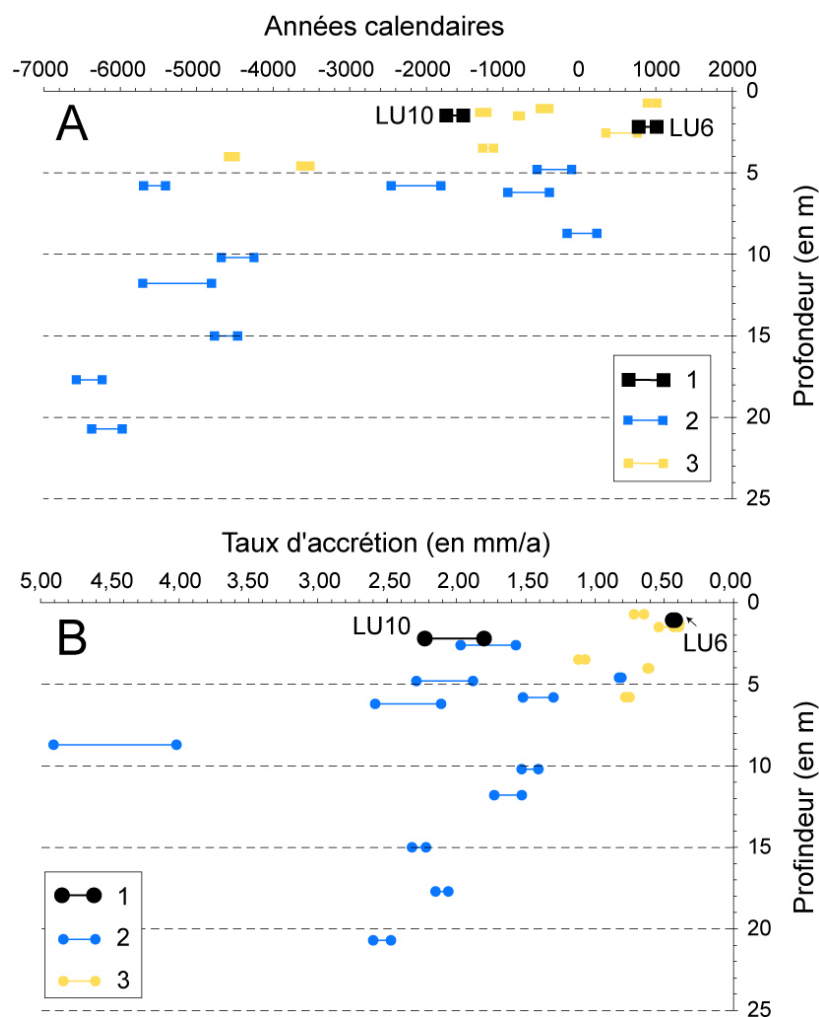 Années calendaires
-7000 -6000 -5000 -4000 -3000 -2000 -1000 0 1000 2000
0
A
LU10
LU6
5
10
15
20
25
Profondeur (en m)
1
2
3
Taux d'accrétion (en mm/a)
5,00 4,50 4,00 3,50 3,00 2,50 2,00 1,50 1,00 0,50 0,00
0
B
LU10
LU6
5
10
15
20
25
Profindeur (en m)
1
2
3